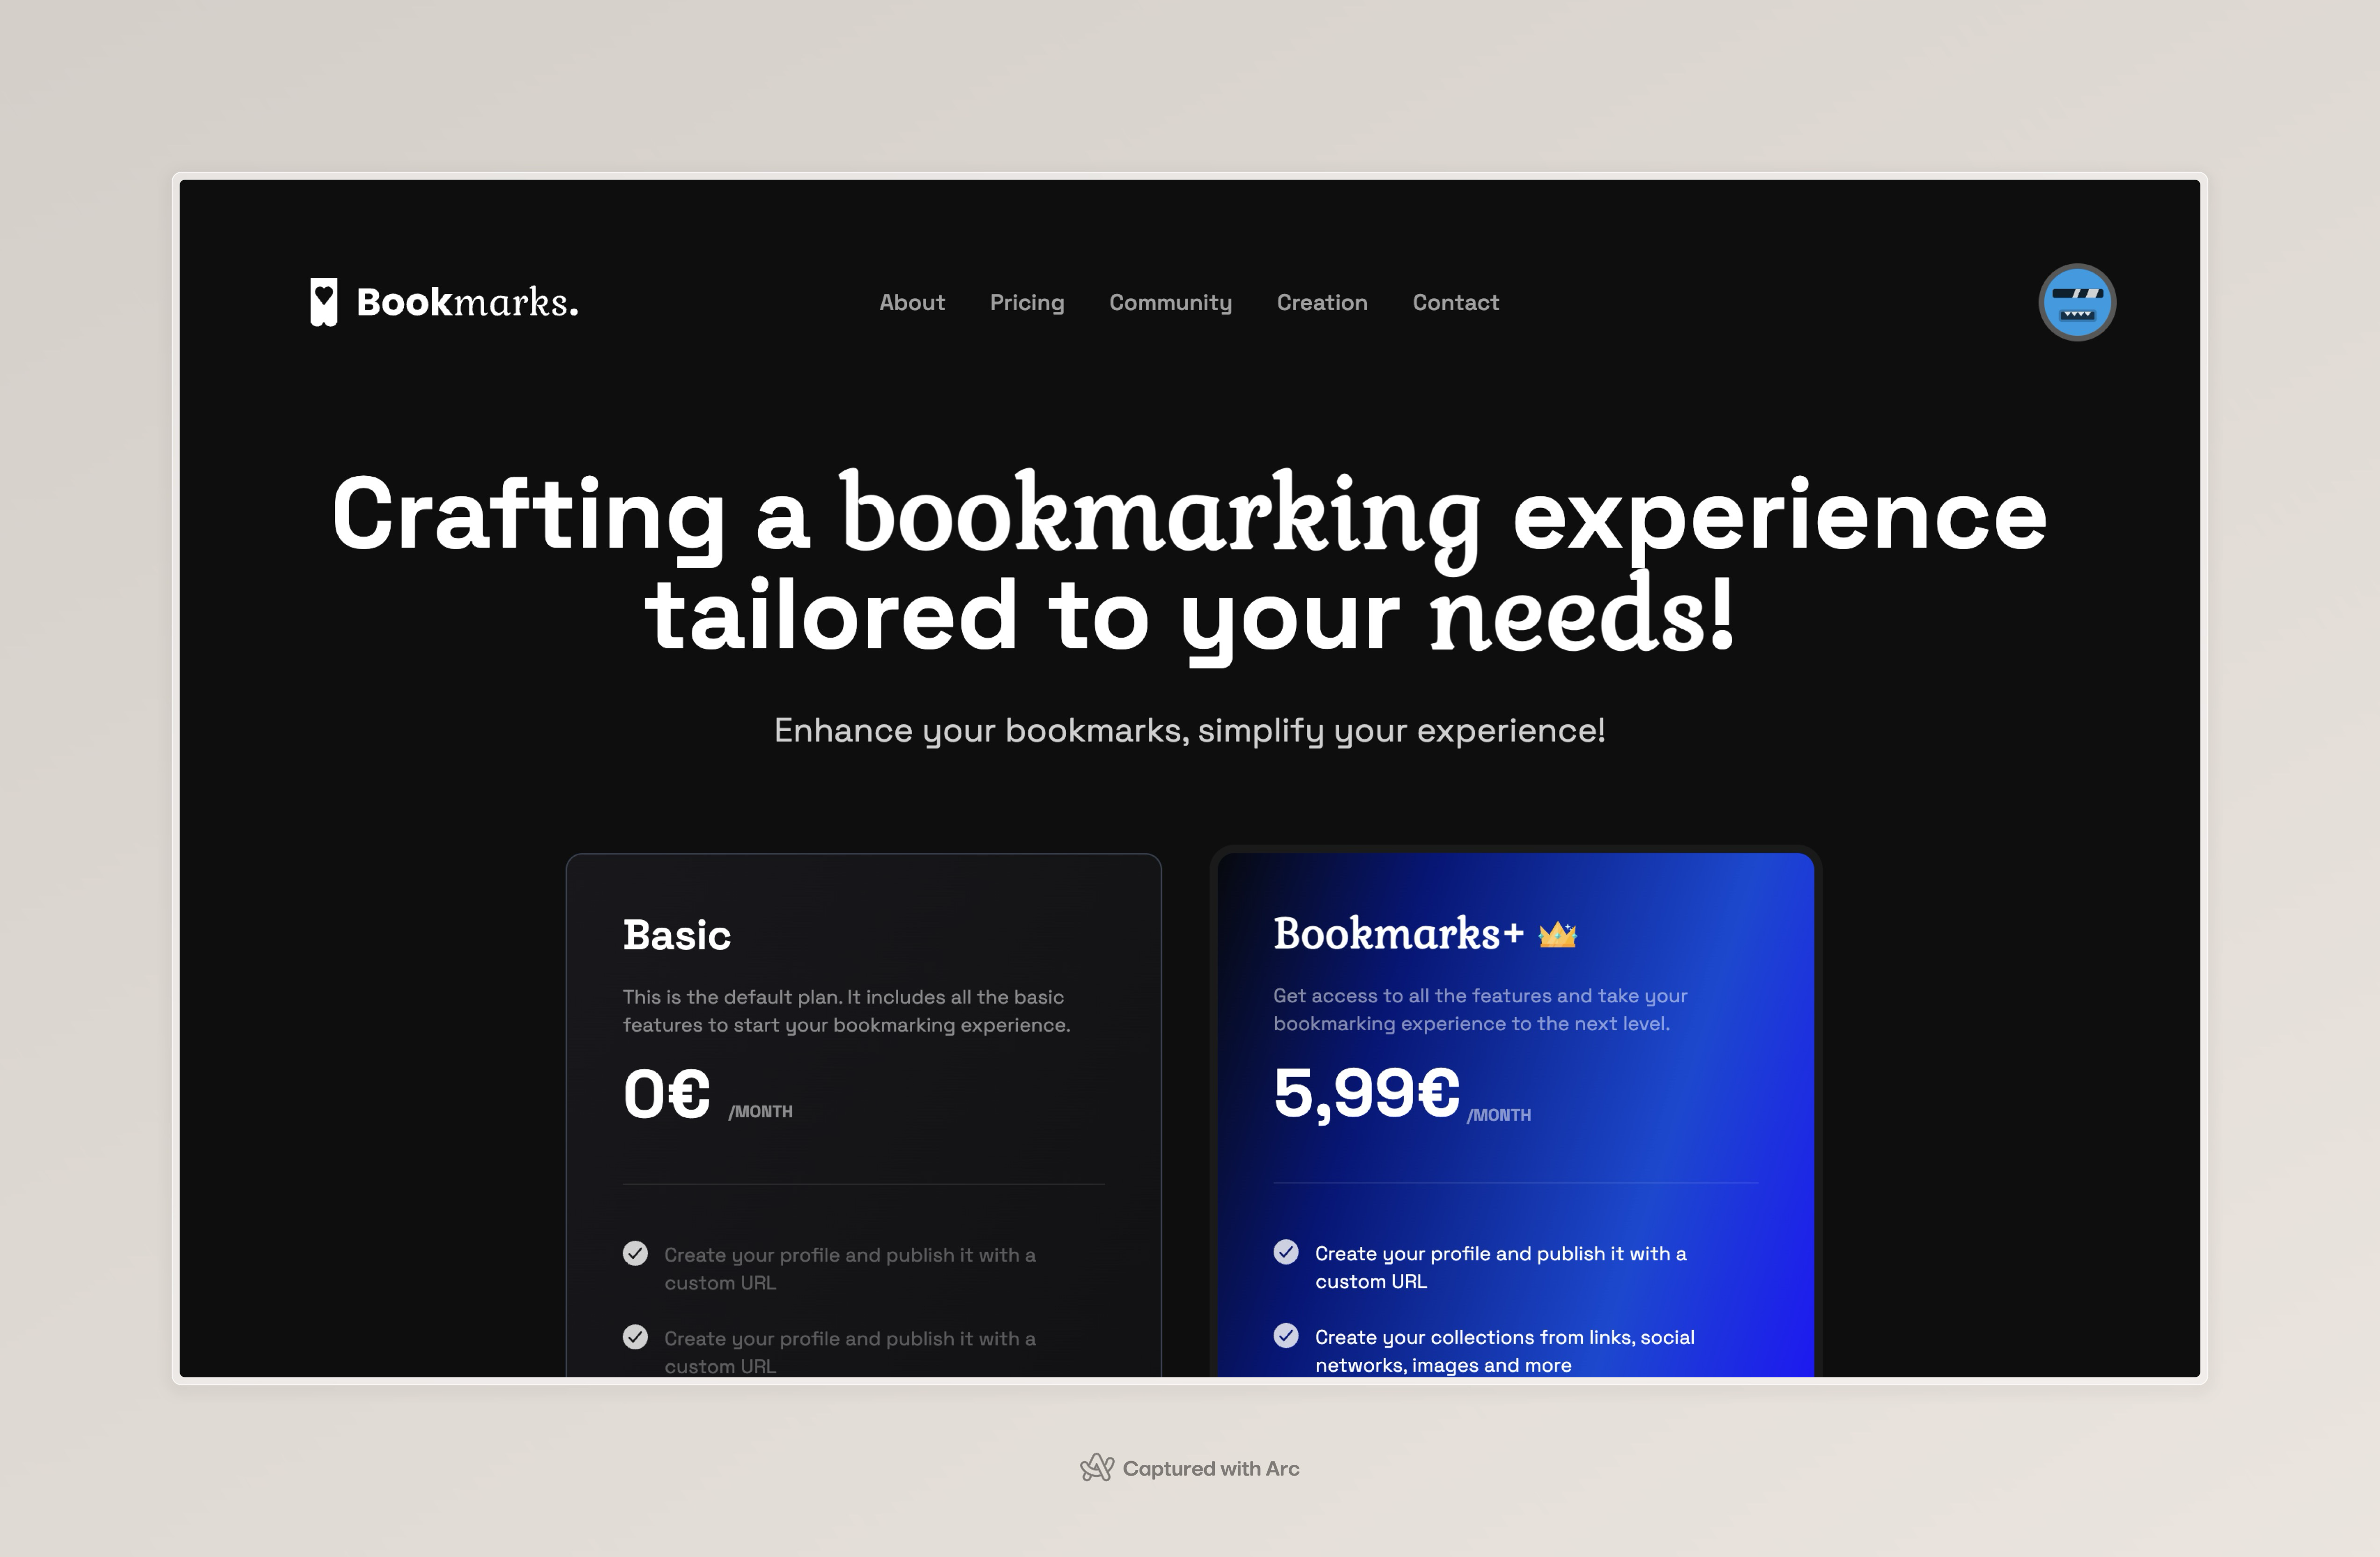 Bookmarks.
About Pricing Community Creation Contact
Crafting a bookmarking experience
tailored to your needs!
Enhance your bookmarks, simplify your experience!
Basic
This is the default plan. It includes all the basic
features to start your bookmarking experience.
0€ /MONTH
Create your profile and publish it with a
custom URL
Create your profile and publish it with a
custom URL
Bookmarks+
Get access to all the features and take your
bookmarking experience to the next level.
5,99€ /MONTH
Create your profile and publish it with a
custom URL
Create your collections from links, social
networks, images and more
Captured with Arc